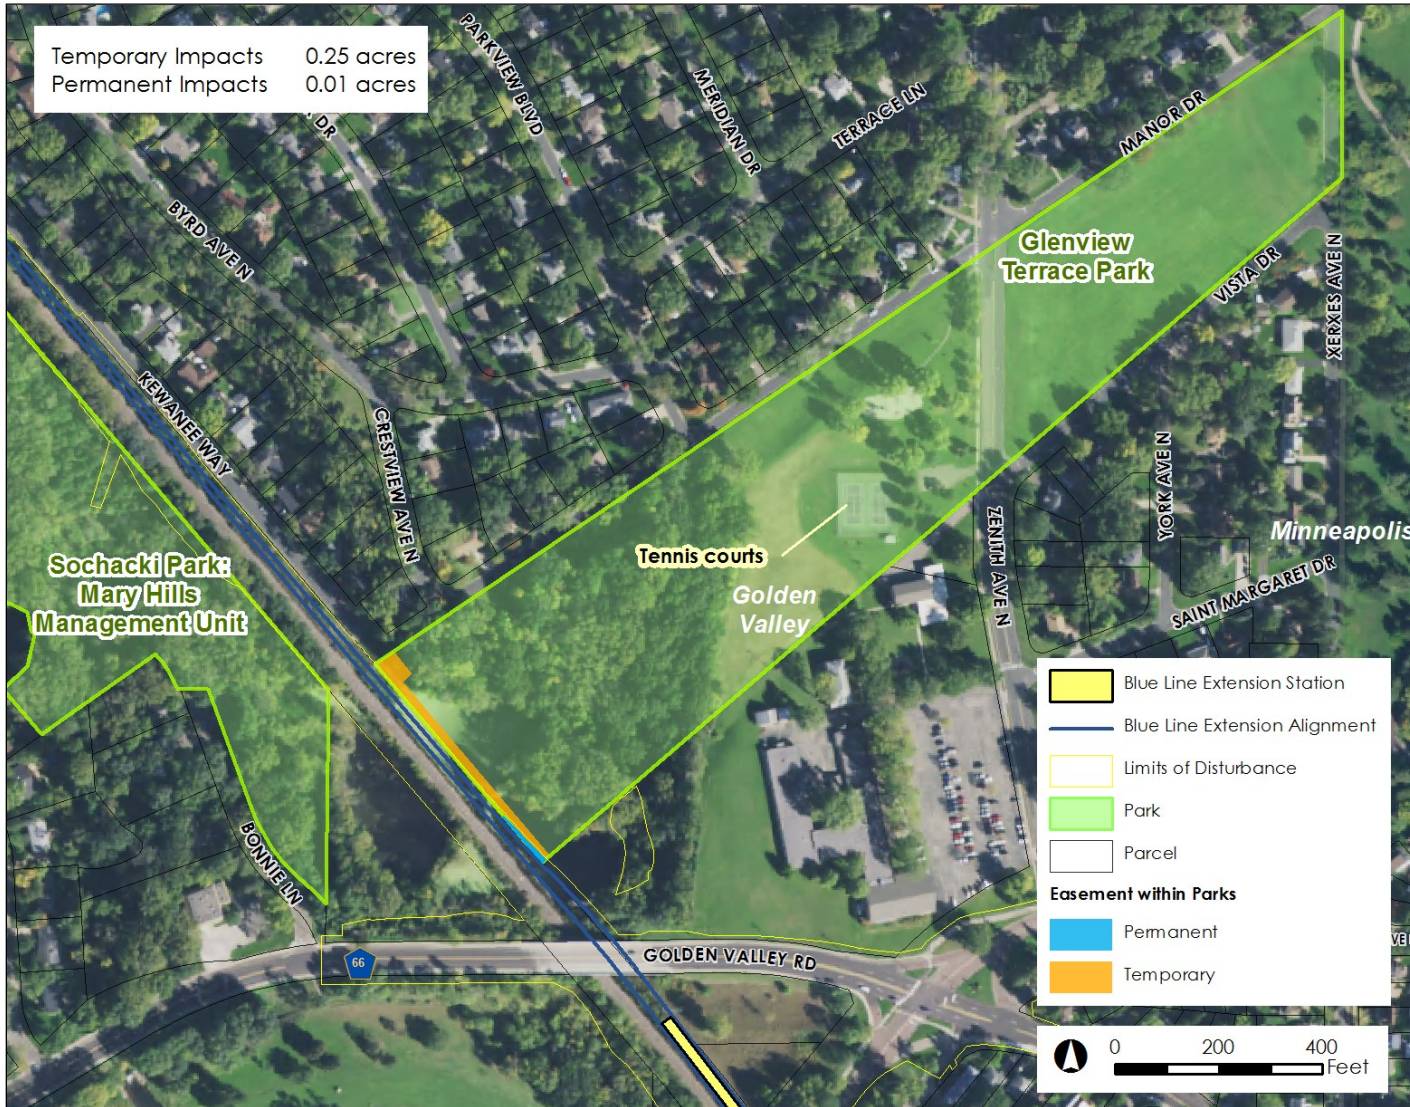 Temporary Impacts 0.25 acres
Permanent Impacts 0.01 acres
PARKVIEW BLVD
MERIDIAN DR
TERRACE LN
MANOR DR
DR
BYRD AVE N
Glenview
Terrace Park
VISTA DR
XERXES AVE N
KEWANEE WAY
CRESTVIEW AVE N
YORK AVE N
ZENITH AVE N
Minneapolis
SAINT MARGARET DR
Tennis courts
Golden
Valley
Sochacki Park:
Mary Hills
Management Unit
BONNIE LN
66
GOLDEN VALLEY RD
Blue Line Extension Station
Blue Line Extension Alignment
Limits of Disturbance
Park
Parcel
Easement within Parks
Permanent
Temporary
0 200 400
Feet